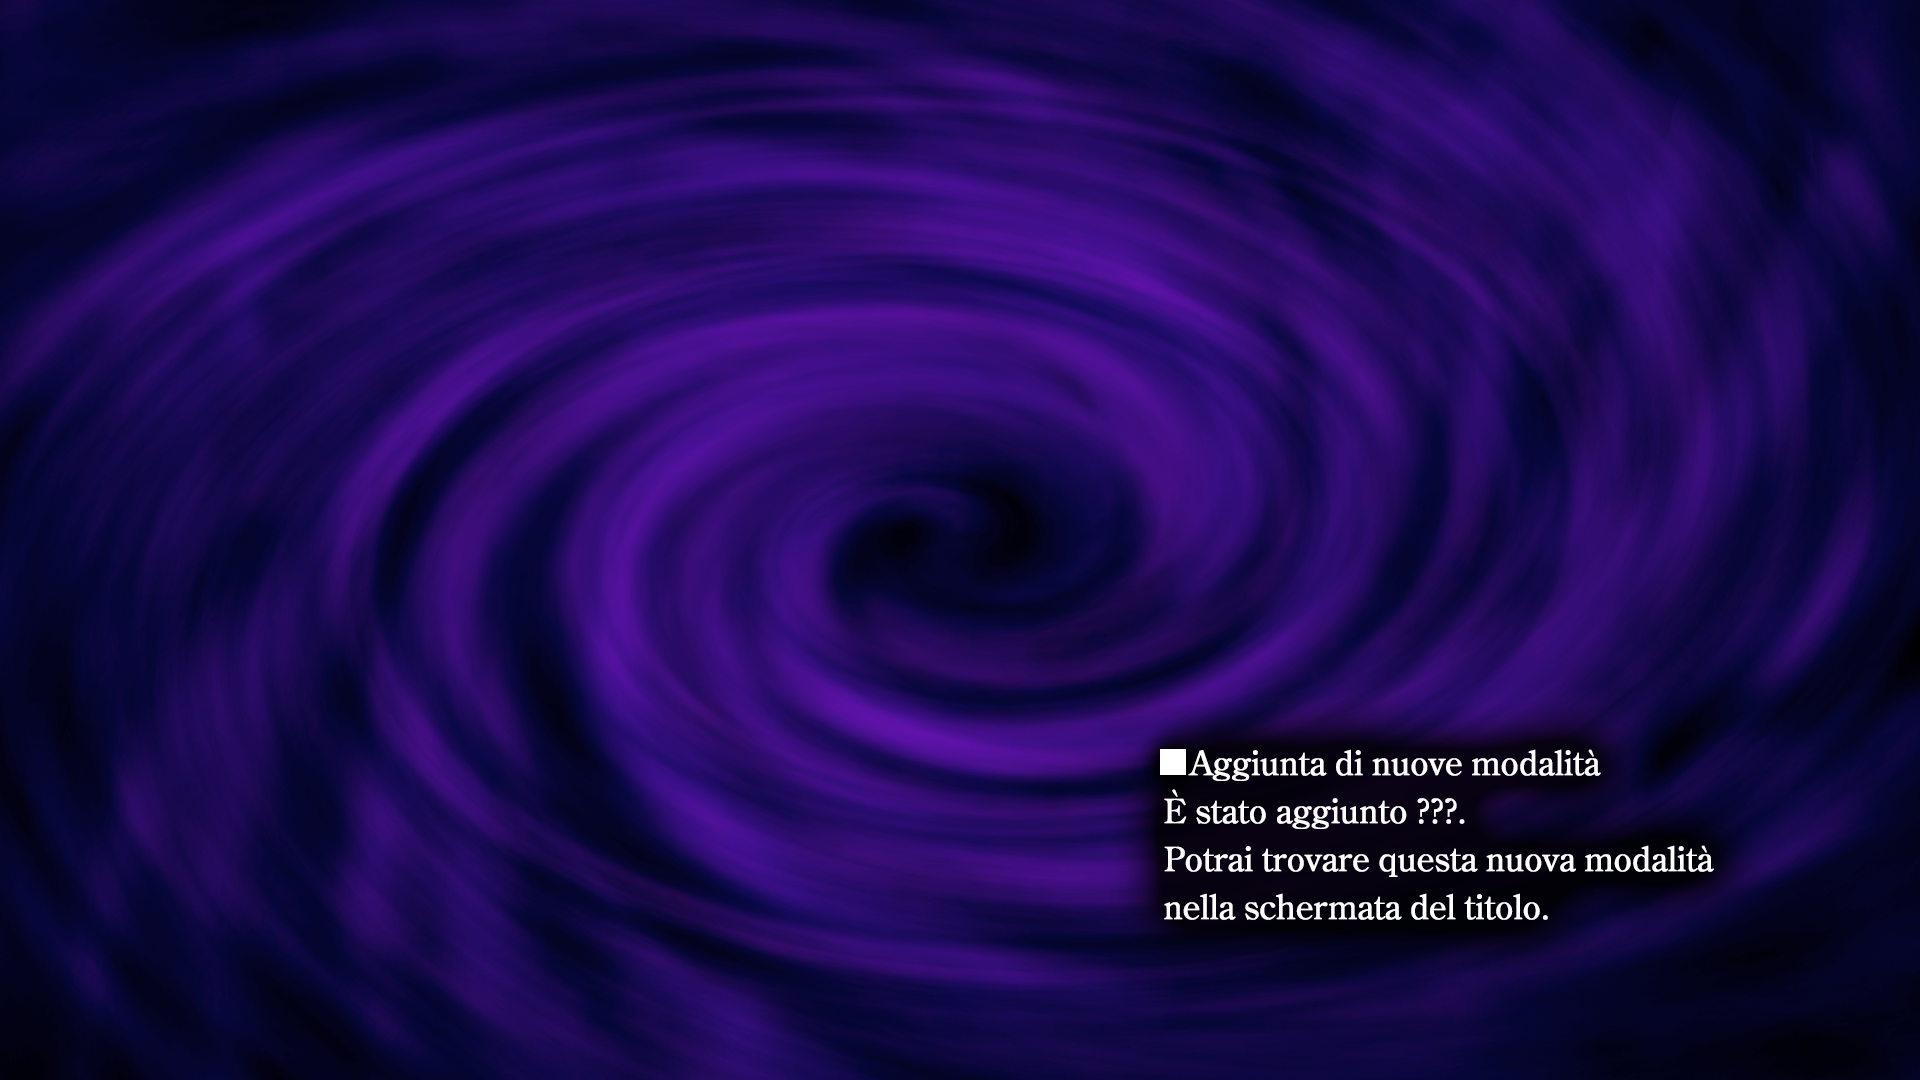 ■Aggiunta di nuove modalità
È stato aggiunto ???.
Potrai trovare questa nuova modalità
nella schermata del titolo.